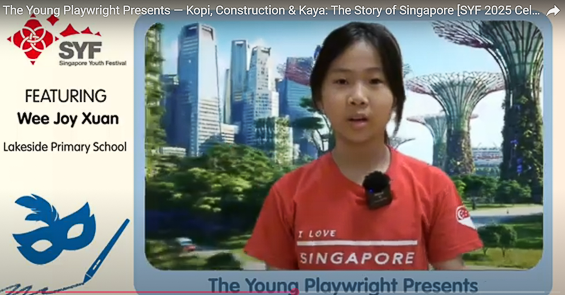 The Young Playwright Presents — Kopi, Construction & Kaya: The Story of Singapore [SYF 2025 Cel...
SYF
Singapore Youth Festival
FEATURING
Wee Joy Xuan
Lakeside Primary School
I LOVE
SINGAPORE
The Young Playwright Presents